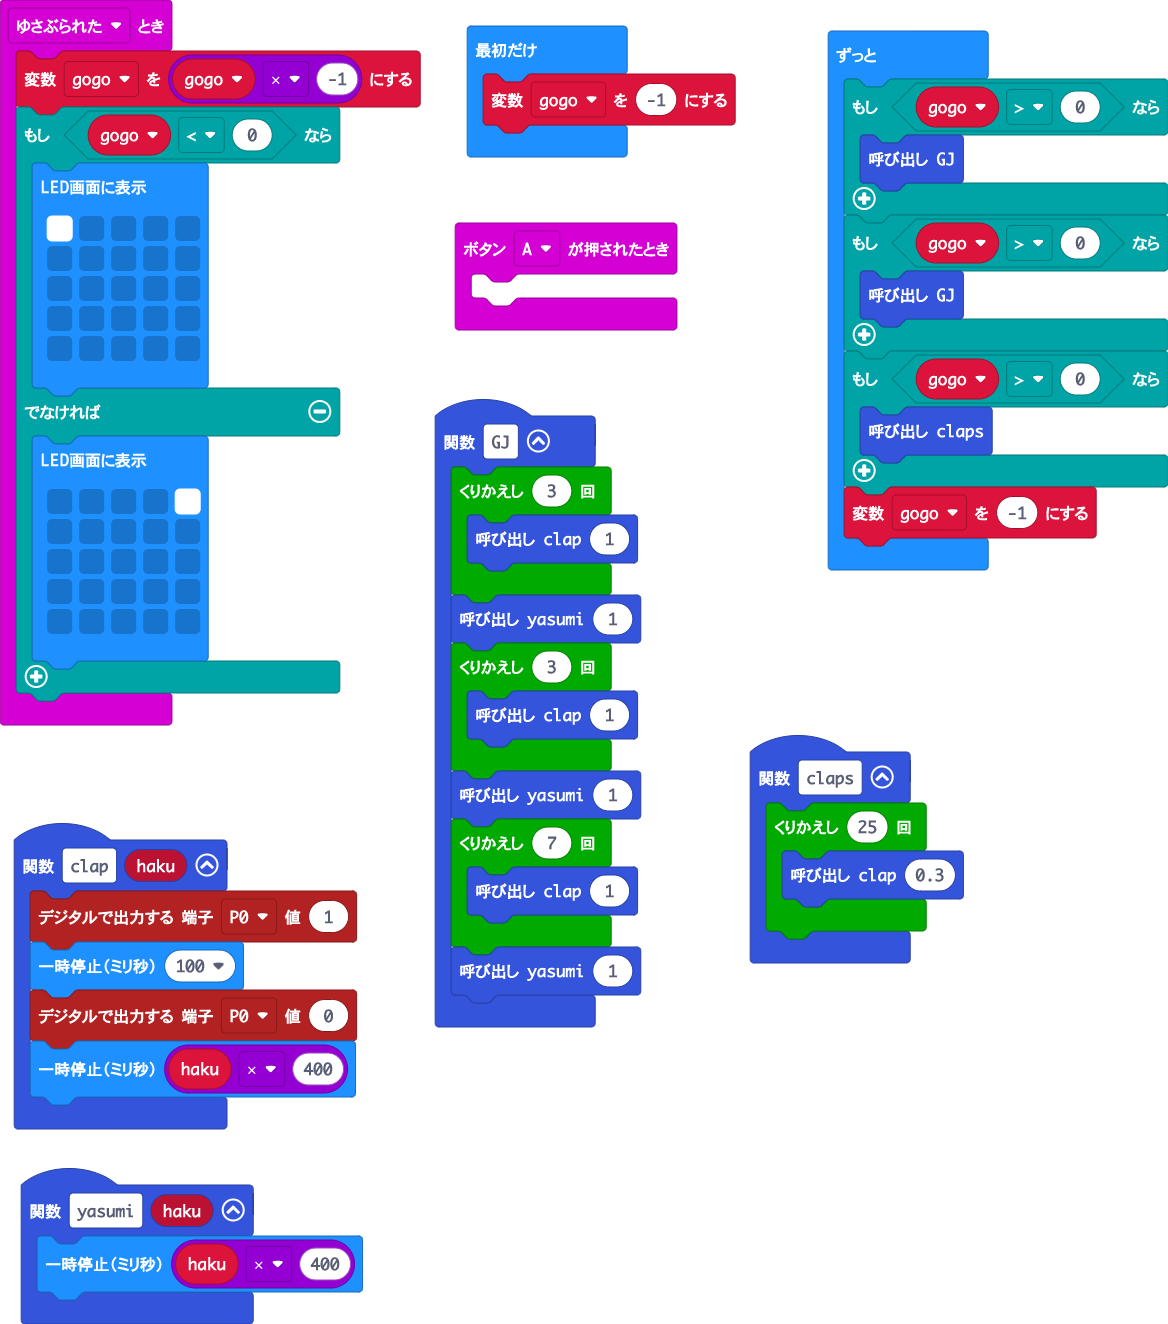 ゆさぶられた とき
変数 gogo を gogo × -1 にする
もし gogo < 0 なら
LED画面に表示
でなければ
LED画面に表示
最初だけ
変数 gogo を -1 にする
ボタン A が押されたとき
ずっと
もし gogo > 0 なら
呼び出し GJ
もし gogo > 0 なら
呼び出し GJ
もし gogo > 0 なら
呼び出し claps
変数 gogo を -1 にする
関数 GJ
くりかえし 3 回
呼び出し clap 1
呼び出し yasumi 1
くりかえし 3 回
呼び出し clap 1
呼び出し yasumi 1
くりかえし 7 回
呼び出し clap 1
呼び出し yasumi 1
関数 claps
くりかえし 25 回
呼び出し clap 0.3
関数 clap haku
デジタルで出力する 端子 P0 値 1
一時停止(ミリ秒) 100
デジタルで出力する 端子 P0 値 0
一時停止(ミリ秒) haku × 400
関数 yasumi haku
一時停止(ミリ秒) haku × 400